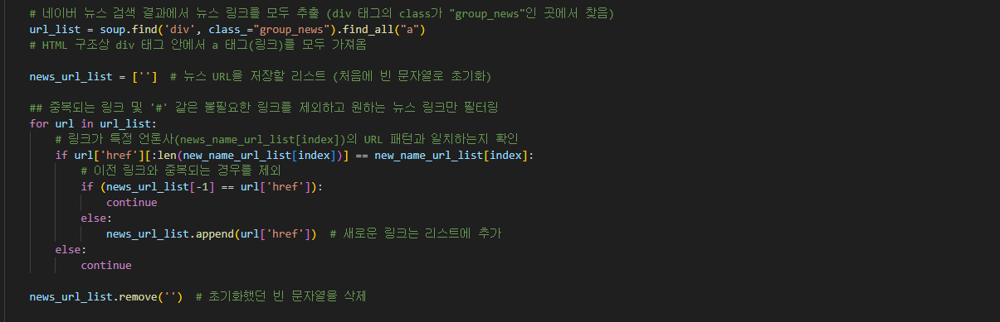 # 네이버 뉴스 검색 결과에서 뉴스 링크를 모두 추출 (div 태그의 class가 "group_news"인 곳에서 찾음)
url_list = soup.find('div', class_="group_news").find_all("a")
# HTML 구조상 div 태그 안에서 a 태그(링크)를 모두 가져옴
news_url_list = [''] # 뉴스 URL을 저장할 리스트 (처음에 빈 문자열로 초기화)
## 중복되는 링크 및 '#' 같은 불필요한 링크를 제외하고 원하는 뉴스 링크만 필터링
for url in url_list:
# 링크가 특정 언론사(news_name_url_list[index])의 URL 패턴과 일치하는지 확인
if url['href'][:len(new_name_url_list[index])] == new_name_url_list[index]:
# 이전 링크와 중복되는 경우를 제외
if (news_url_list[-1] == url['href']):
continue
else:
news_url_list.append(url['href']) # 새로운 링크는 리스트에 추가
else:
continue
news_url_list.remove('') # 초기화했던 빈 문자열을 삭제